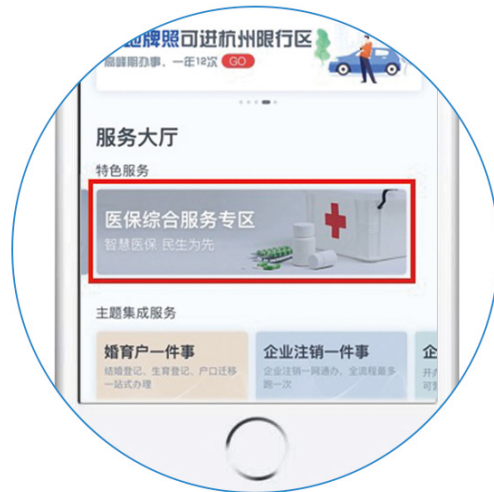 地牌照可进杭州限行区
高峰期办事、一年12次 GO
服务大厅
特色服务
医保综合服务专区
智慧医保 民生为先
主题集成服务
婚育户一件事
结婚登记、生育登记、户口迁移
一站式办理
企业注销一件事
企业注销一网通办，全流程最多
跑一次
企
开办
可